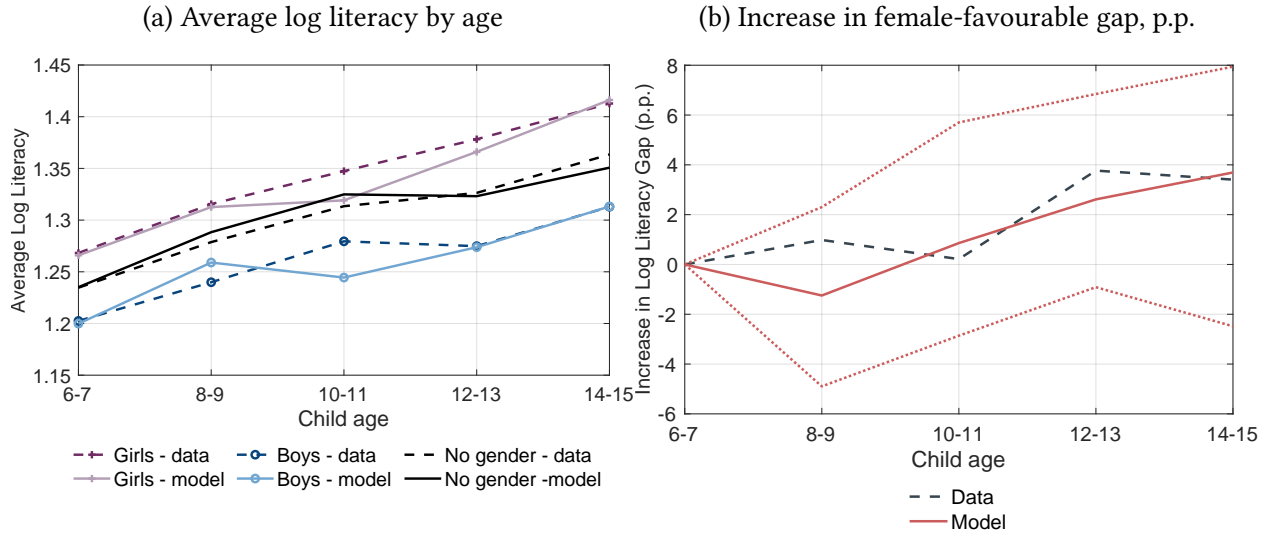 (a) Average log literacy by age
1.45
1.4
1.35
1.3
1.25
1.2
1.15
Average Log Literacy
6-7 8-9 10-11 12-13 14-15
Child age
Girls - data Boys - data No gender - data
Girls - model Boys - model No gender -model
(b) Increase in female-favourable gap, p.p.
8
6
4
2
0
-2
-4
-6
Increase in Log Literacy Gap (p.p.)
6-7 8-9 10-11 12-13 14-15
Child age
Data
Model